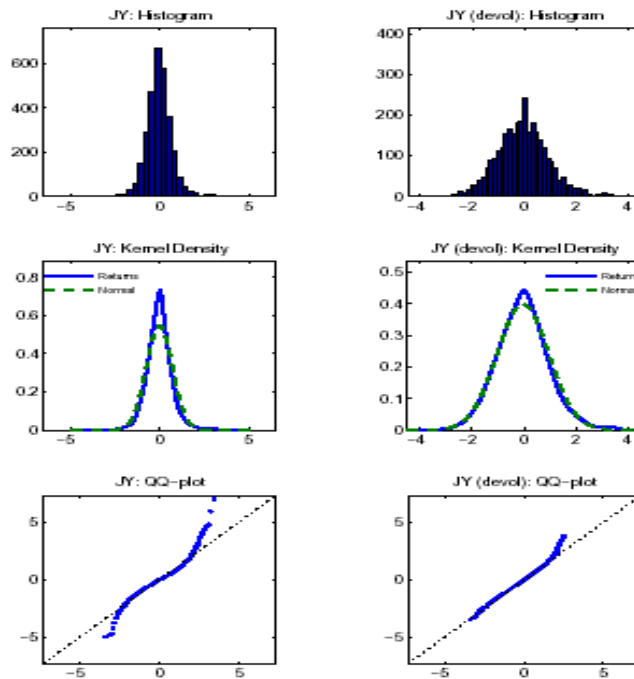 JY: Histogram
600
400
200
0
-5 0 5
JY (devol): Histogram
400
300
200
100
0
-4 -2 0 2 4
JY: Kernel Density
0.8
0.6
0.4
0.2
0
Returns
Normal
-5 0 5
JY (devol): Kernel Density
0.5
0.4
0.3
0.2
0.1
0
Returns
Norma
-4 -2 0 2 4
JY: QQ-plot
5
0
-5
-5 0 5
JY (devol): QQ-plot
5
0
-5
-5 0 5